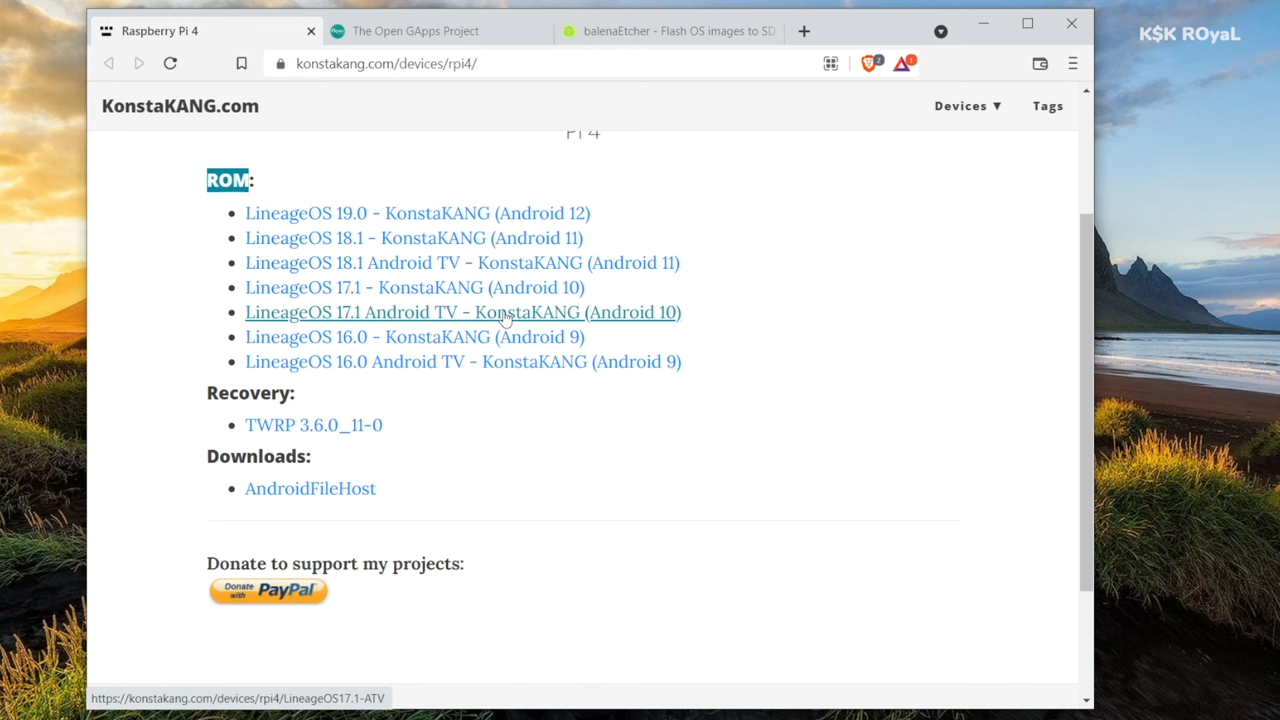 Raspberry Pi 4
The Open GApps Project
balenaEtcher - Flash OS images to SD
K$K ROyaL
konstakang.com/devices/rpi4/
2
1
KonstaKANG.com
Devices ▼
Tags
Pi 4
ROM:
LineageOS 19.0 - KonstaKANG (Android 12)
LineageOS 18.1 - KonstaKANG (Android 11)
LineageOS 18.1 Android TV - KonstaKANG (Android 11)
LineageOS 17.1 - KonstaKANG (Android 10)
LineageOS 17.1 Android TV - KonstaKANG (Android 10)
LineageOS 16.0 - KonstaKANG (Android 9)
LineageOS 16.0 Android TV - KonstaKANG (Android 9)
Recovery:
TWRP 3.6.0_11-0
Downloads:
AndroidFileHost
Donate to support my projects:
Donate with PayPal
https://konstakang.com/devices/rpi4/LineageOS17.1-ATV